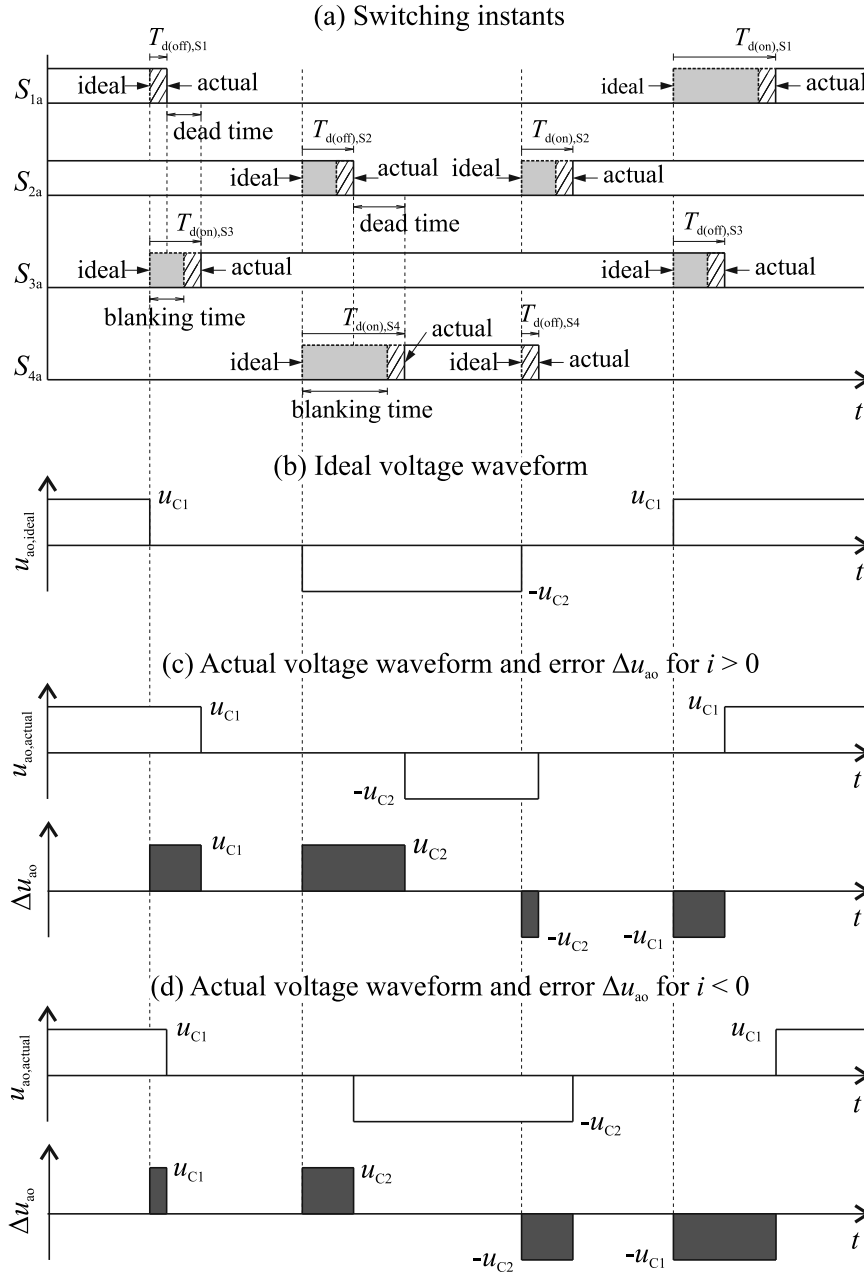 (a) Switching instants
T_d(off),S1 T_d(on),S1
S_1a ideal actual ideal actual
dead time T_d(off),S2 T_d(on),S2
S_2a ideal actual ideal actual
T_d(on),S3 dead time T_d(off),S3
S_3a ideal actual ideal actual
blanking time T_d(on),S4 actual T_d(off),S4
S_4a ideal ideal actual
blanking time t
(b) Ideal voltage waveform
u_ao,ideal u_C1 u_C1 t
-u_C2
(c) Actual voltage waveform and error Δu_ao for i > 0
u_ao,actual u_C1 u_C1 t
-u_C2
Δu_ao u_C1 u_C2 t
-u_C2 -u_C1
(d) Actual voltage waveform and error Δu_ao for i < 0
u_ao,actual u_C1 u_C1 t
-u_C2
Δu_ao u_C1 u_C2 t
-u_C2 -u_C1